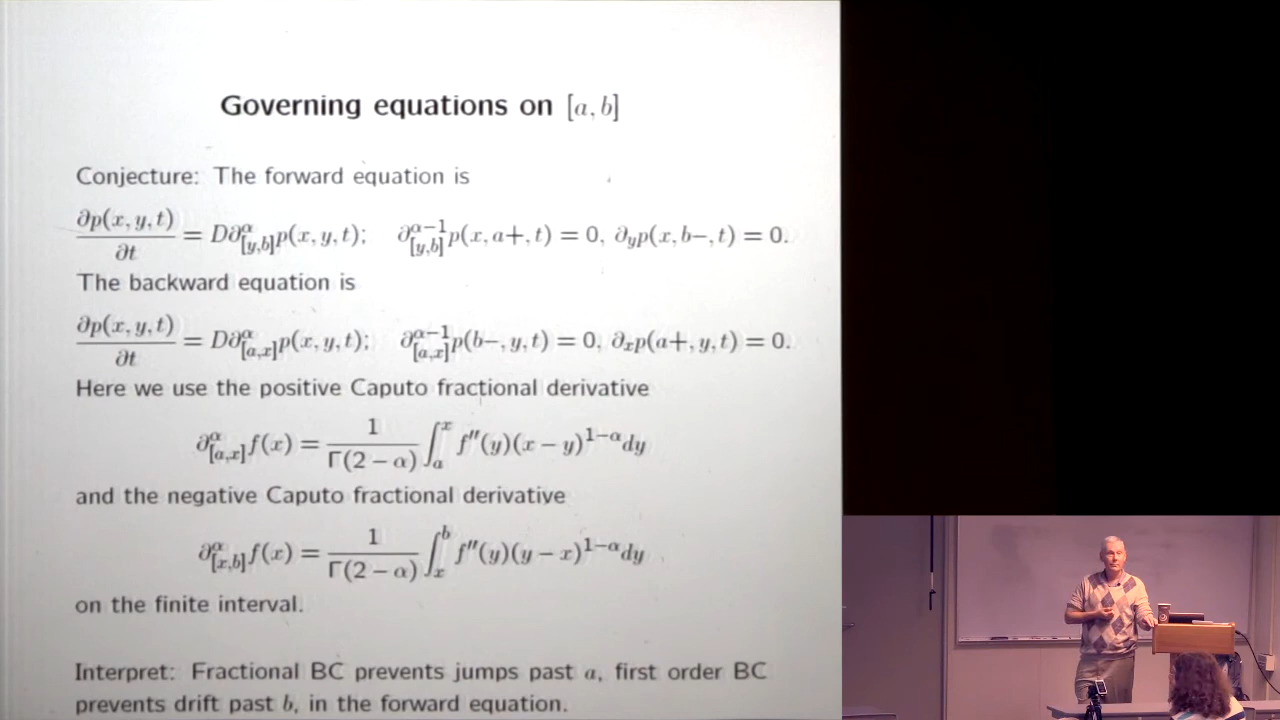 Governing equations on [a, b]
Conjecture: The forward equation is
∂p(x, y, t)/∂t = D∂^α_[y,b] p(x, y, t); ∂^{α−1}_[y,b] p(x, a+, t) = 0, ∂_y p(x, b−, t) = 0.
The backward equation is
∂p(x, y, t)/∂t = D∂^α_[a,x] p(x, y, t); ∂^{α−1}_[a,x] p(b−, y, t) = 0, ∂_x p(a+, y, t) = 0.
Here we use the positive Caputo fractional derivative
∂^α_[a,x] f(x) = 1/Γ(2 − α) ∫_a^x f″(y)(x − y)^{1−α} dy
and the negative Caputo fractional derivative
∂^α_[x,b] f(x) = 1/Γ(2 − α) ∫_x^b f″(y)(y − x)^{1−α} dy
on the finite interval.
Interpret: Fractional BC prevents jumps past a, first order BC
prevents drift past b, in the forward equation.